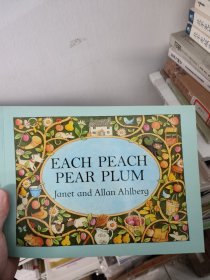 EACH PEACH
PEAR PLUM
Janet and Allan Ahlberg